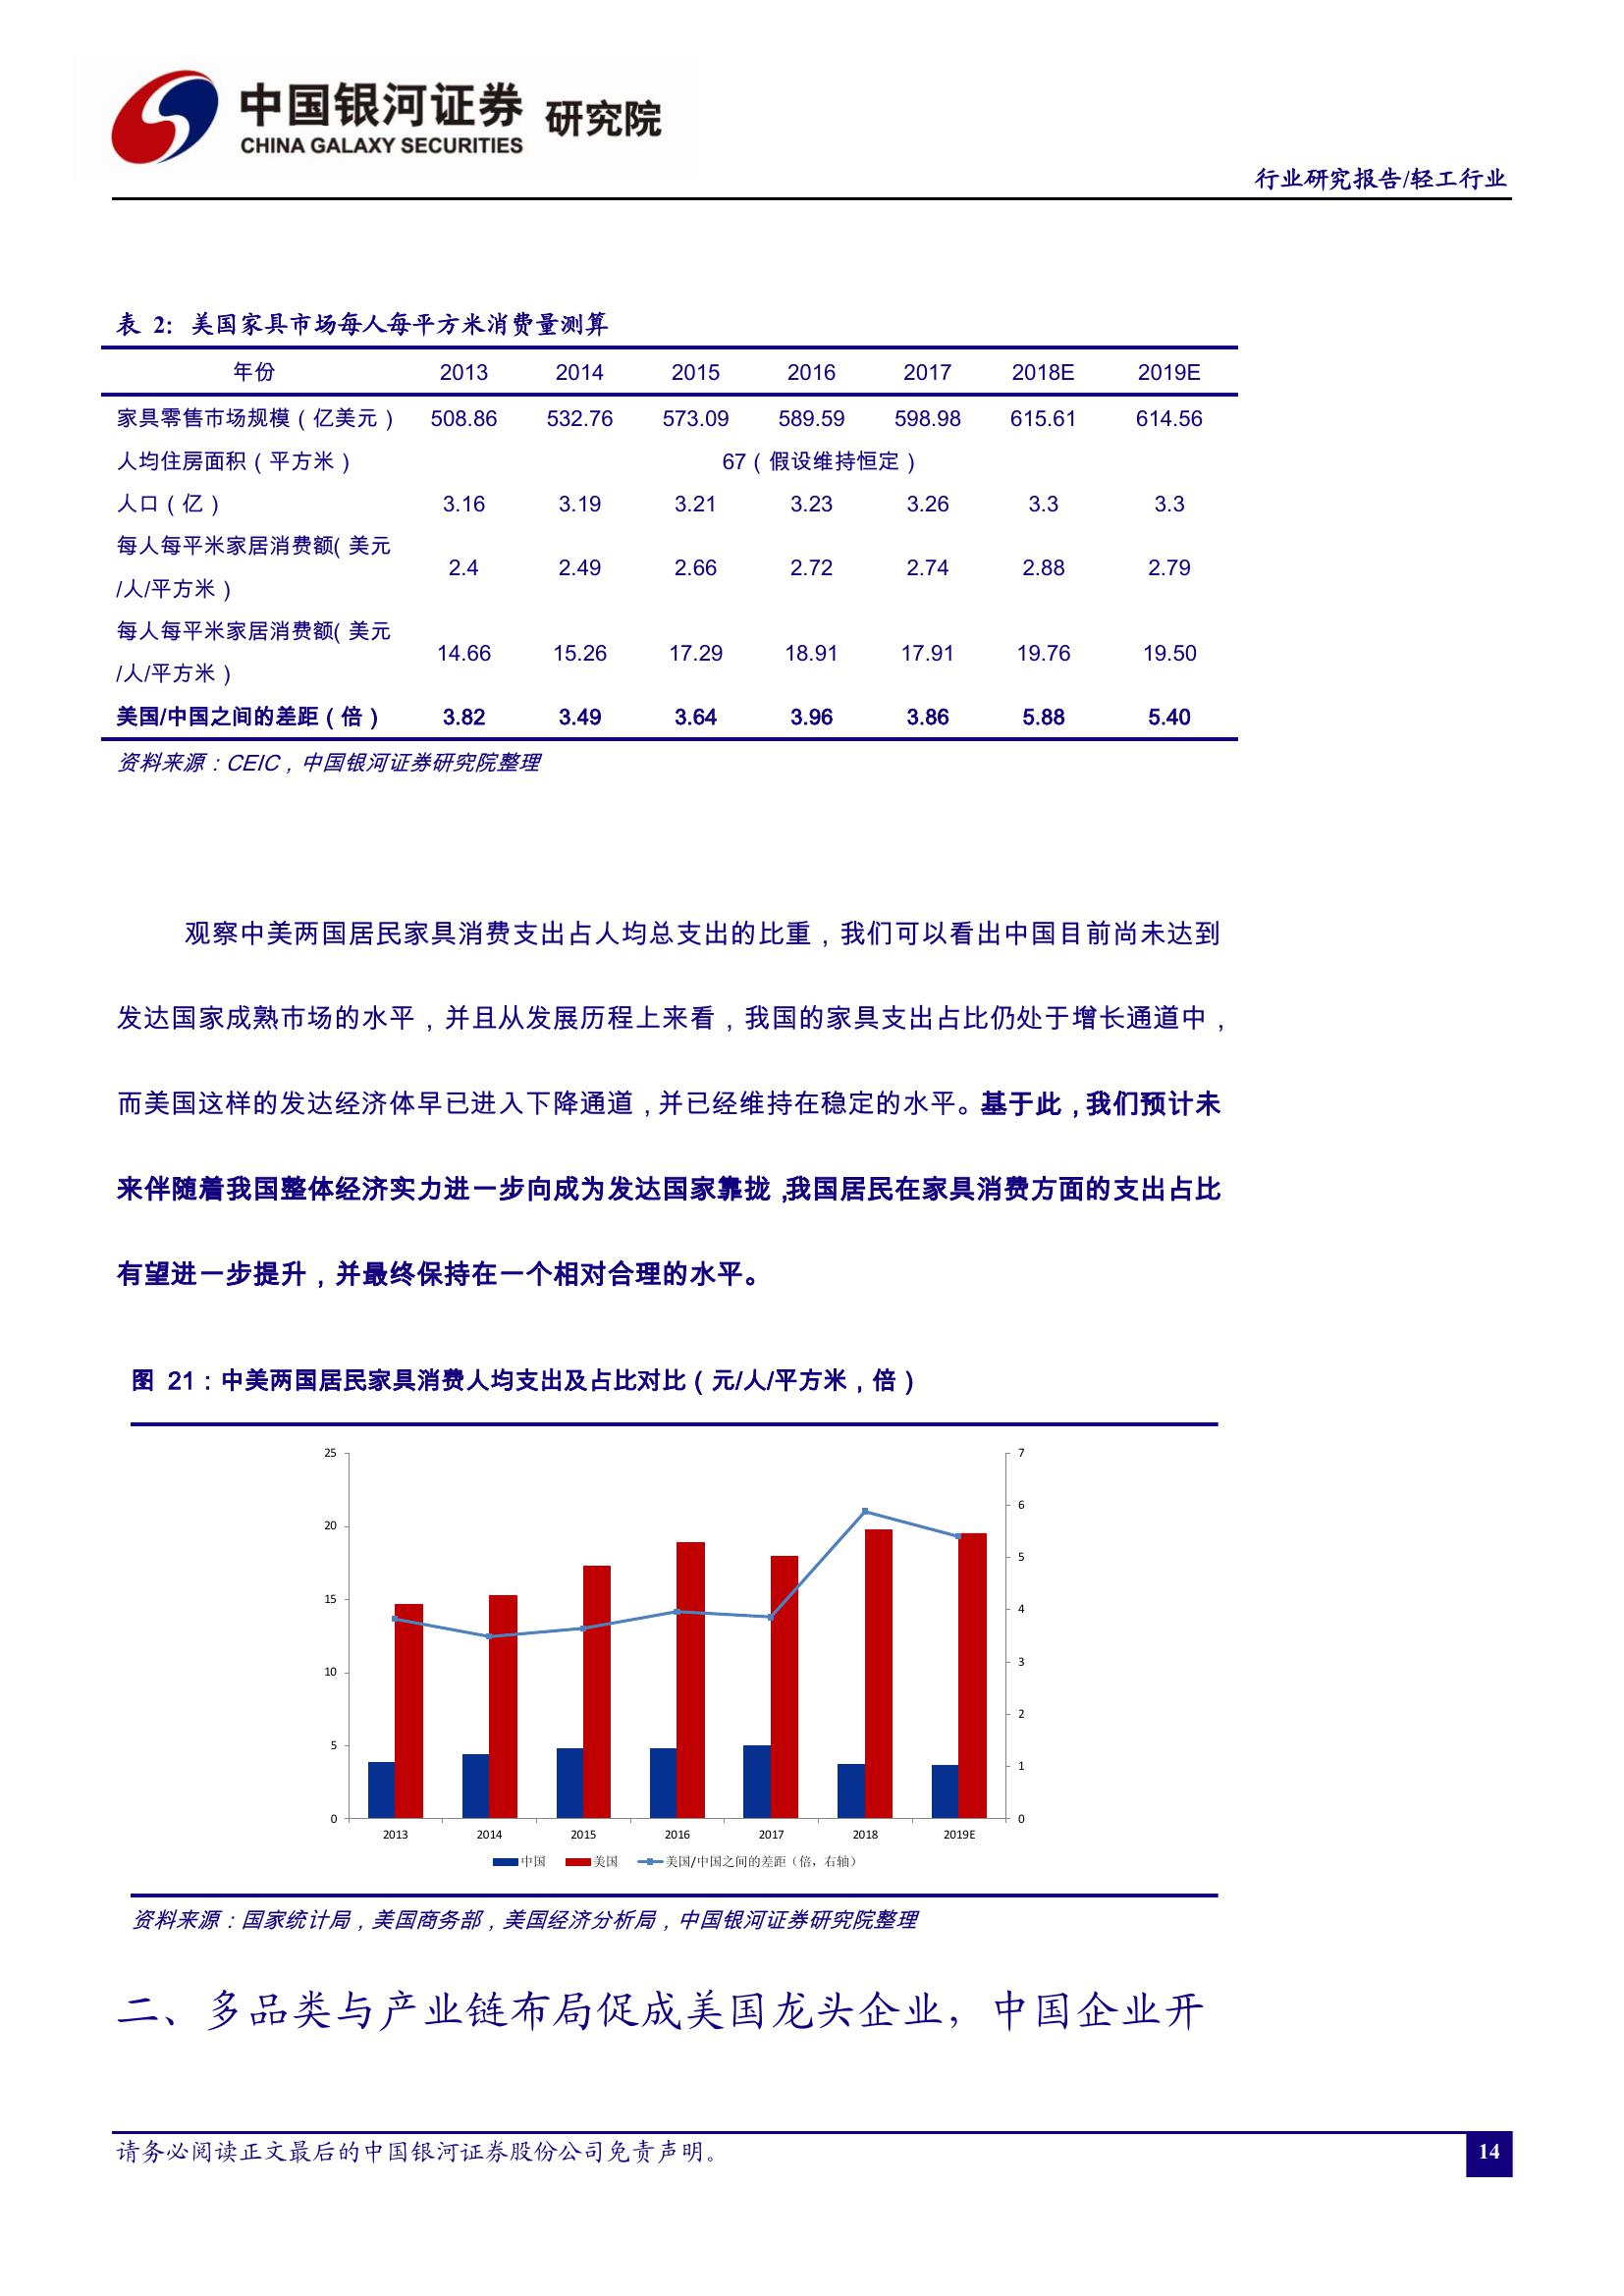 中国银河证券 研究院
CHINA GALAXY SECURITIES
行业研究报告/轻工行业
表 2: 美国家具市场每人每平方米消费量测算
年份 2013 2014 2015 2016 2017 2018E 2019E
家具零售市场规模（亿美元） 508.86 532.76 573.09 589.59 598.98 615.61 614.56
人均住房面积（平方米） 67（假设维持恒定）
人口（亿） 3.16 3.19 3.21 3.23 3.26 3.3 3.3
每人每平米家居消费额（美元
/人/平方米） 2.4 2.49 2.66 2.72 2.74 2.88 2.79
每人每平米家居消费额（美元
/人/平方米） 14.66 15.26 17.29 18.91 17.91 19.76 19.50
美国/中国之间的差距（倍） 3.82 3.49 3.64 3.96 3.86 5.88 5.40
资料来源：CEIC，中国银河证券研究院整理
观察中美两国居民家具消费支出占人均总支出的比重，我们可以看出中国目前尚未达到
发达国家成熟市场的水平，并且从发展历程上来看，我国的家具支出占比仍处于增长通道中，
而美国这样的发达经济体早已进入下降通道，并已经维持在稳定的水平。基于此，我们预计未
来伴随着我国整体经济实力进一步向成为发达国家靠拢，我国居民在家具消费方面的支出占比
有望进一步提升，并最终保持在一个相对合理的水平。
图 21：中美两国居民家具消费人均支出及占比对比（元/人/平方米，倍）
25 7
6
20
5
15
4
3
10
2
5
1
0 0
2013 2014 2015 2016 2017 2018 2019E
中国 美国 美国/中国之间的差距（倍，右轴）
资料来源：国家统计局，美国商务部，美国经济分析局，中国银河证券研究院整理
二、多品类与产业链布局促成美国龙头企业，中国企业开
请务必阅读正文最后的中国银河证券股份公司免责声明。
14